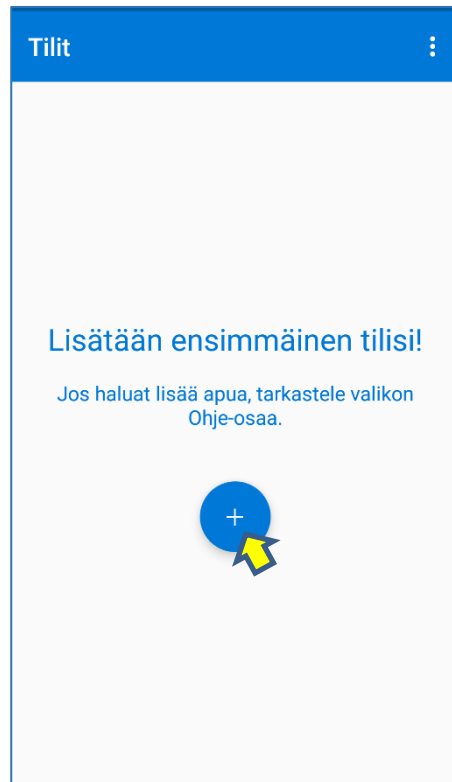 Tilit
Lisätään ensimmäinen tilisi!
Jos haluat lisää apua, tarkastele valikon
Ohje-osaa.
+